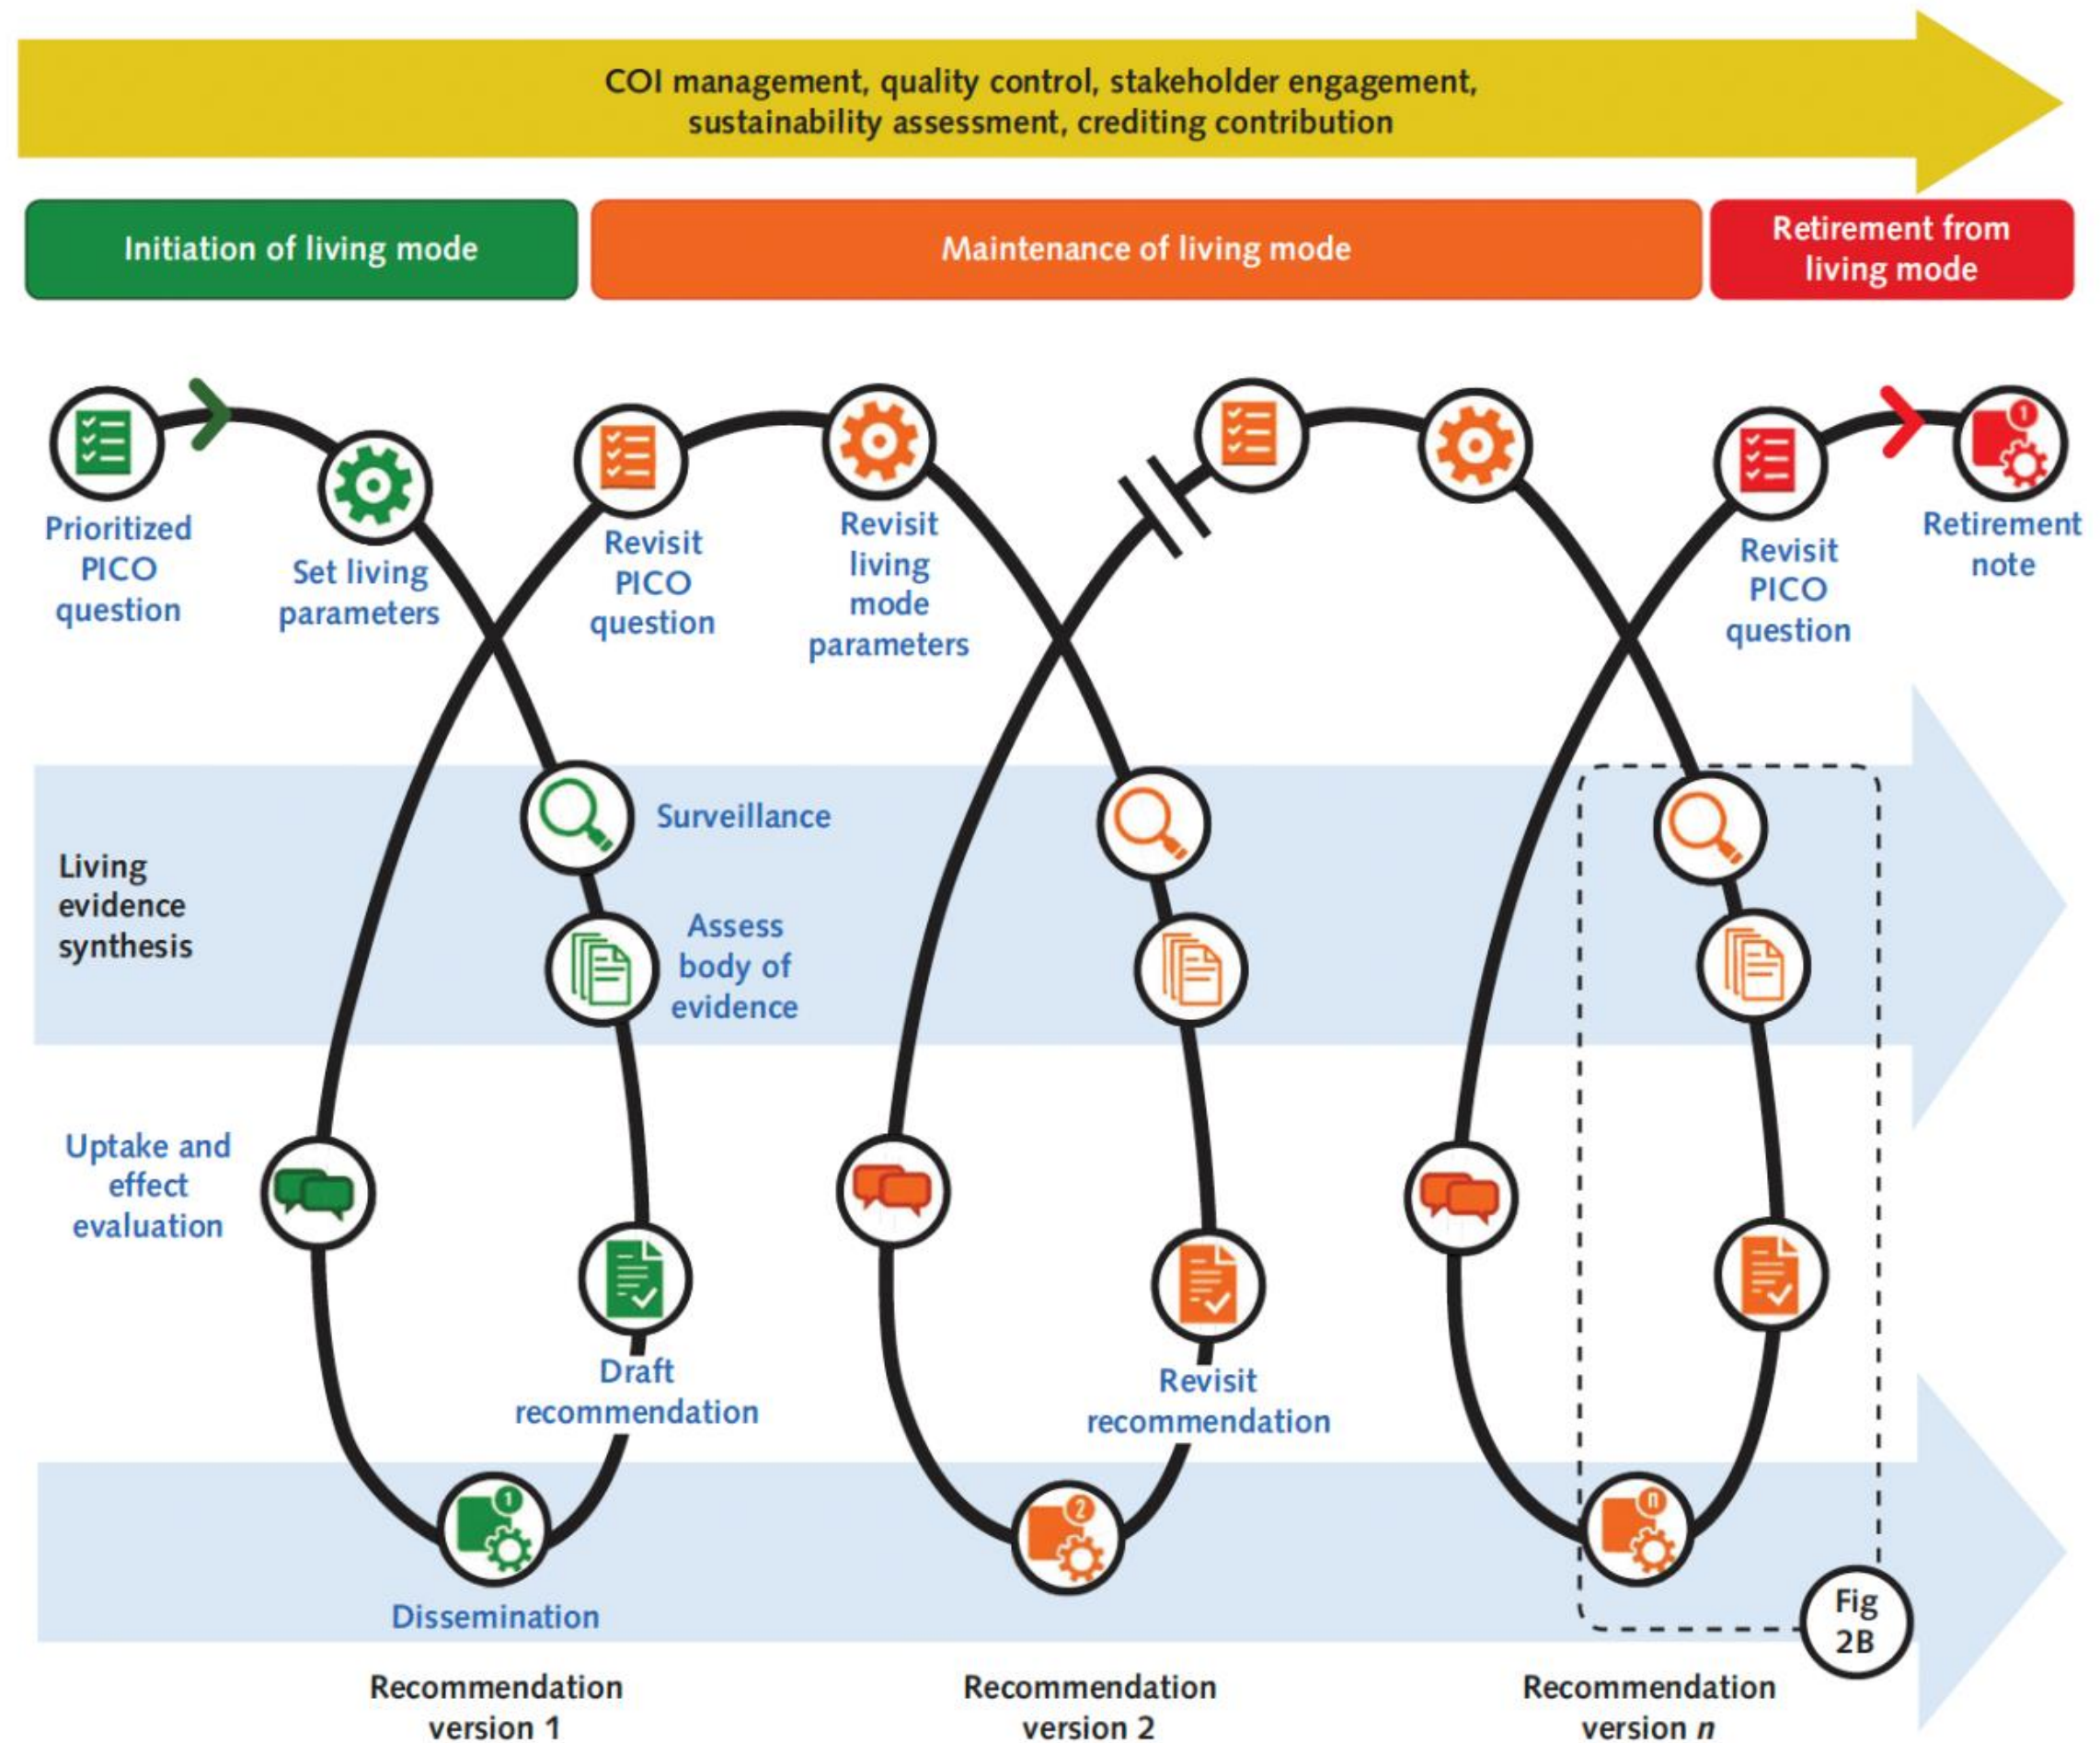 COI management, quality control, stakeholder engagement,
sustainability assessment, crediting contribution
Initiation of living mode
Maintenance of living mode
Retirement from
living mode
Prioritized
PICO
question
Set living
parameters
Revisit
PICO
question
Revisit
living
mode
parameters
Revisit
PICO
question
1
Retirement
note
Living
evidence
synthesis
Surveillance
Assess
body of
evidence
Uptake and
effect
evaluation
Draft
recommendation
Revisit
recommendation
1
2
n
Dissemination
Fig
2B
Recommendation
version 1
Recommendation
version 2
Recommendation
version n